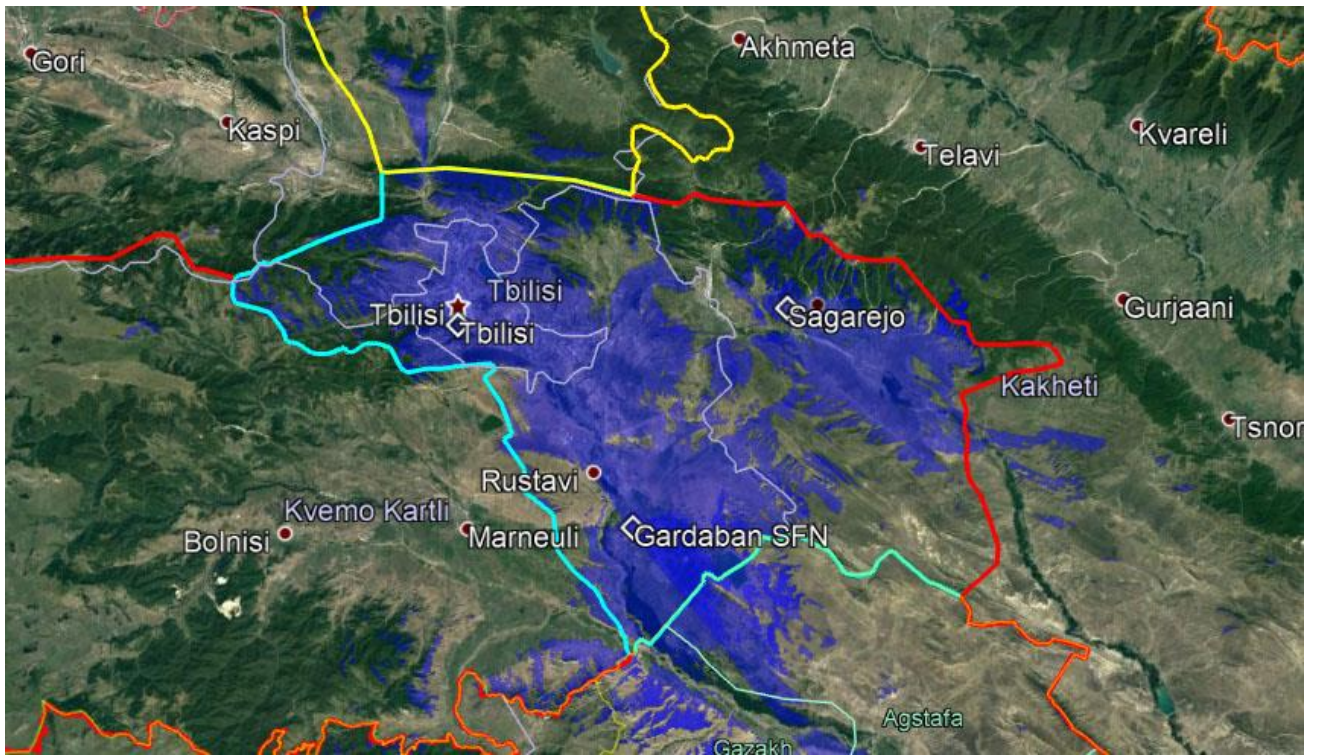 Gori
Akhmeta
Kaspi
Kvareli
Telavi
Tbilisi
Tbilisi
Tbilisi
Sagarejo
Gurjaani
Kakheti
Tsnor
Rustavi
Kvemo Kartli
Bolnisi
Marneuli
Gardaban SFN
Agstafa
Gazakh